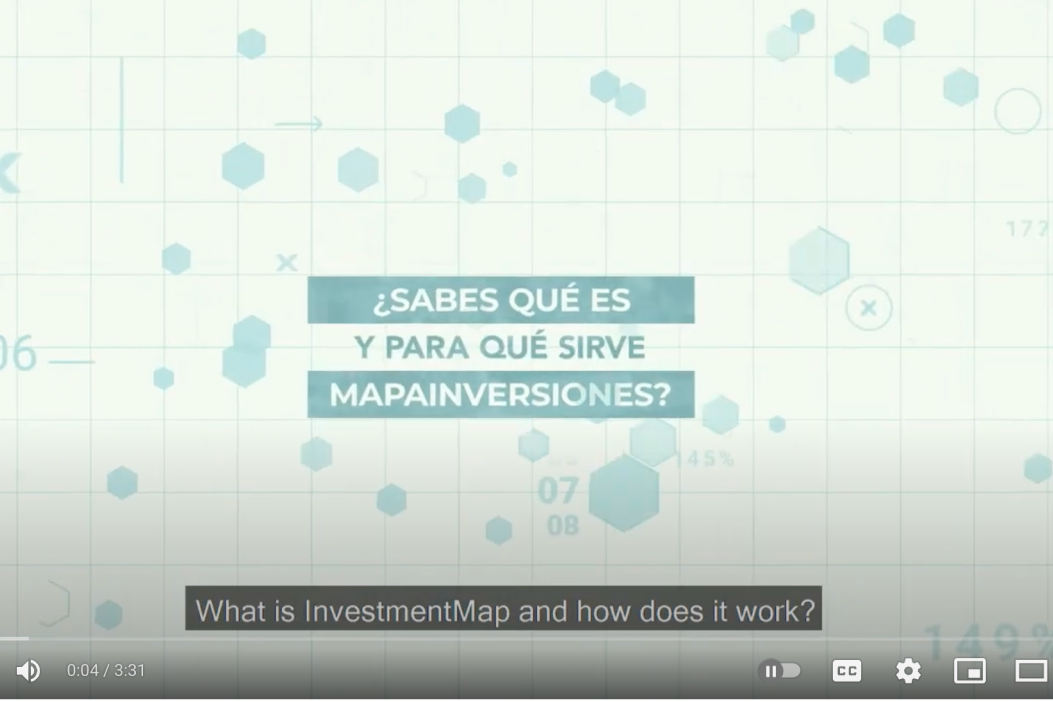 177
06
¿SABES QUÉ ES
Y PARA QUÉ SIRVE
MAPAINVERSIONES?
145%
07
08
What is InvestmentMap and how does it work?
149%
0:04 / 3:31
CC